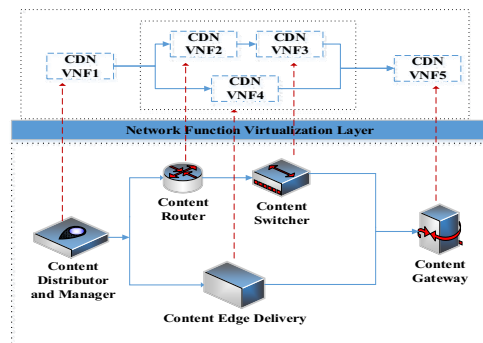 CDN
VNF1
CDN
VNF2
CDN
VNF3
CDN
VNF4
CDN
VNF5
Network Function Virtualization Layer
Content
Router
Content
Switcher
Content
Distributor
and Manager
Content Edge Delivery
Content
Gateway